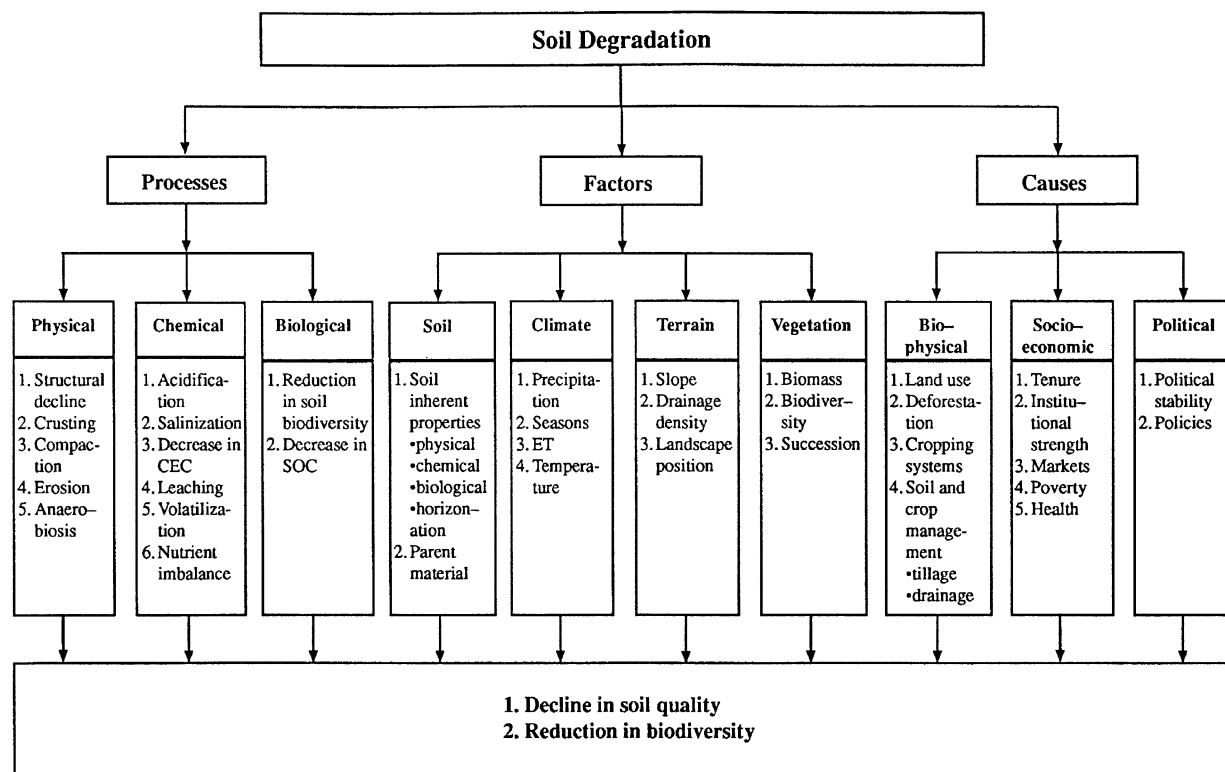 Soil Degradation
Processes
Factors
Causes
Physical
1. Structural
decline
2. Crusting
3. Compac-
tion
4. Erosion
5. Anaero–
biosis
Chemical
1. Acidifica-
tion
2. Salinization
3. Decrease in
CEC
4. Leaching
5. Volatiliza-
tion
6. Nutrient
imbalance
Biological
1. Reduction
in soil
biodiversity
2. Decrease in
SOC
Soil
1. Soil
inherent
properties
•physical
•chemical
•biological
•horizon-
ation
2. Parent
material
Climate
1. Precipita-
tion
2. Seasons
3. ET
4. Tempera-
ture
Terrain
1. Slope
2. Drainage
density
3. Landscape
position
Vegetation
1. Biomass
2. Biodiver-
sity
3. Succession
Bio–
physical
1. Land use
2. Deforesta-
tion
3. Cropping
systems
4. Soil and
crop
manage-
ment
•tillage
•drainage
Socio–
economic
1. Tenure
2. Institu-
tional
strength
3. Markets
4. Poverty
5. Health
Political
1. Political
stability
2. Policies
1. Decline in soil quality
2. Reduction in biodiversity